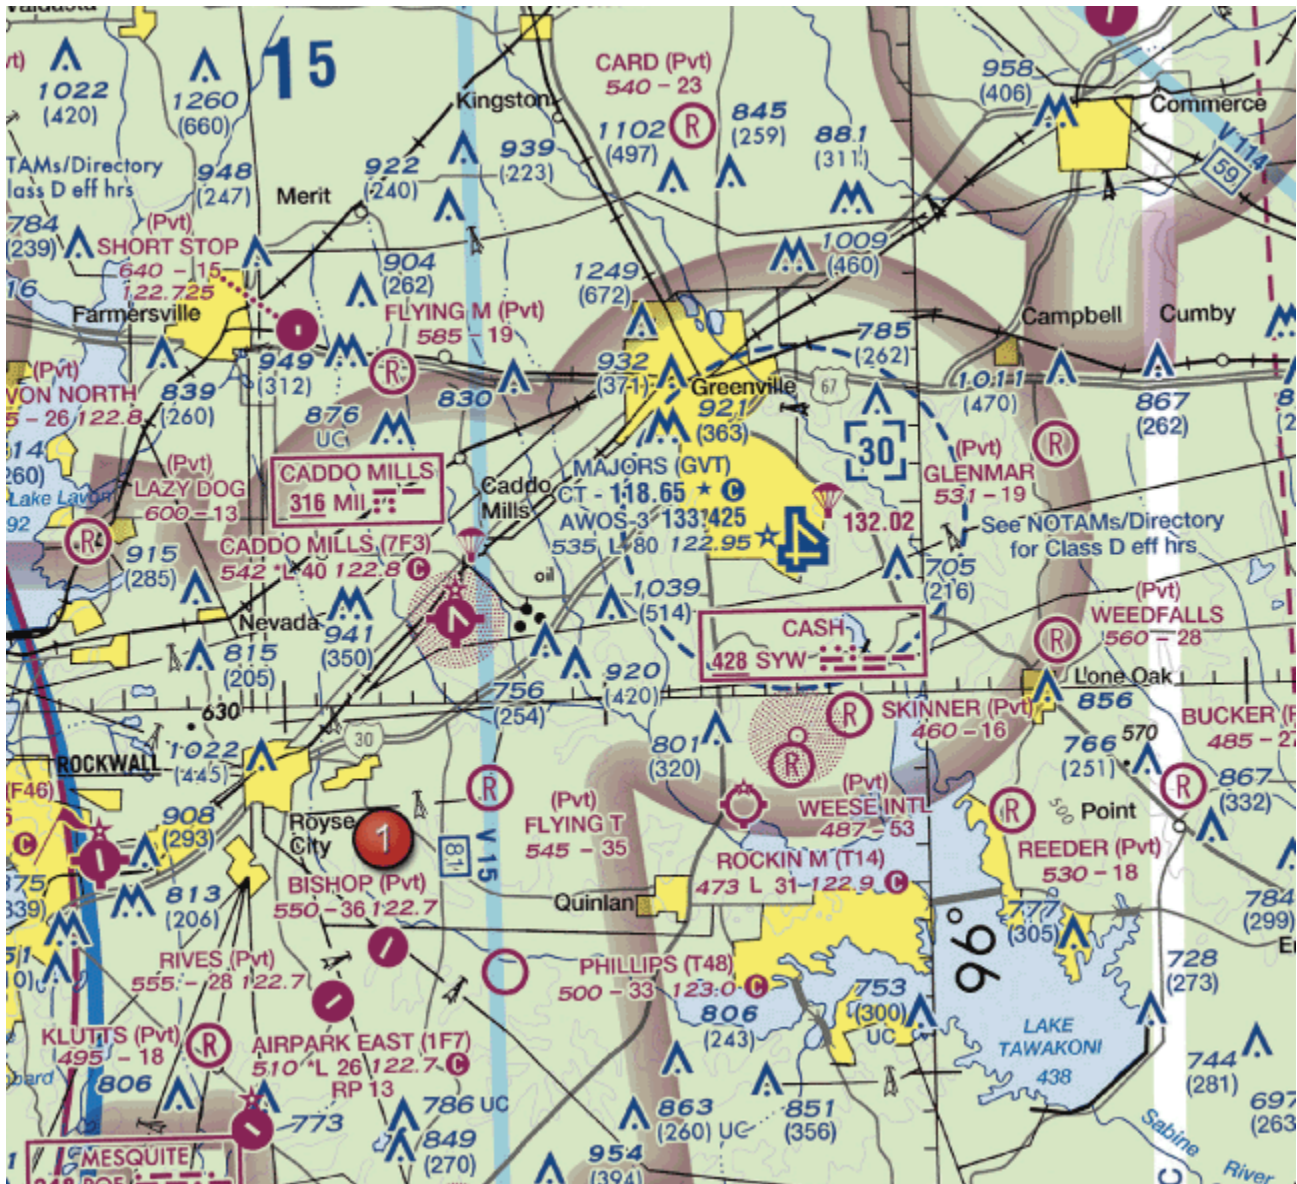 1022
(420)
1260
(660)
15
Kingston
CARD (Pvt)
540 - 23
1102
(497)
845
(259)
881
(311)
958
(406)
Commerce
V 114
59
TAMs/Directory
lass D eff hrs
948
(247)
Merit
922
(240)
939
(223)
784
(239)
(Pvt)
SHORT STOP
640 - 15
122.725
Farmersville
904
(262)
FLYING M (Pvt)
585 - 19
1249
(672)
1009
(460)
785
(262)
Campbell
Cumby
949
(312)
839
(260)
(Pvt)
VON NORTH
5 - 26 122.8
876
UC
830
932
(371)
Greenville
67
921
(363)
30
1011
(470)
867
(262)
(Pvt)
GLENMAR
531 - 19
(Pvt)
LAZY DOG
600 - 13
CADDO MILLS
316 MII
Caddo
Mills
MAJORS (GVT)
CT - 118.65 * C
AWOS-3 133.425
535 L 80 122.95
4
132.02
See NOTAMs/Directory
for Class D eff hrs
Lake Lavon
92
R
915
(285)
CADDO MILLS (7F3)
542 *L 40 122.8 C
oil
1039
(514)
705
(216)
(Pvt)
WEEDFALLS
560 - 28
Nevada
941
(350)
815
(205)
920
(420)
756
(254)
CASH
428 SYW
Lone Oak
856
630
ROCKWALL
1022
(445)
30
801
(320)
SKINNER (Pvt)
460 - 16
BUCKER (P
485 - 27
766
(251)
570
867
(332)
(F46)
C
908
(293)
Royse
City
1
81
V 15
(Pvt)
FLYING T
545 - 35
(Pvt)
WEESE INTL
487 - 53
500
Point
REEDER (Pvt)
530 - 18
BISHOP (Pvt)
550 - 36 122.7
ROCKIN M (T14)
473 L 31 122.9 C
Quinlan
813
(206)
777
(305)
784
(299)
96°
RIVES (Pvt)
555 - 28 122.7
PHILLIPS (T48)
500 - 33 123.0 C
806
(243)
753
(300)
UC
728
(273)
KLUTTS (Pvt)
495 - 18
AIRPARK EAST (1F7)
510 *L 26 122.7 C
RP 13
LAKE
TAWAKONI
438
744
(281)
806
773
786 UC
849
(270)
863
(260) UC
851
(356)
954
(394)
697
(263
MESQUITE
Sabine
River